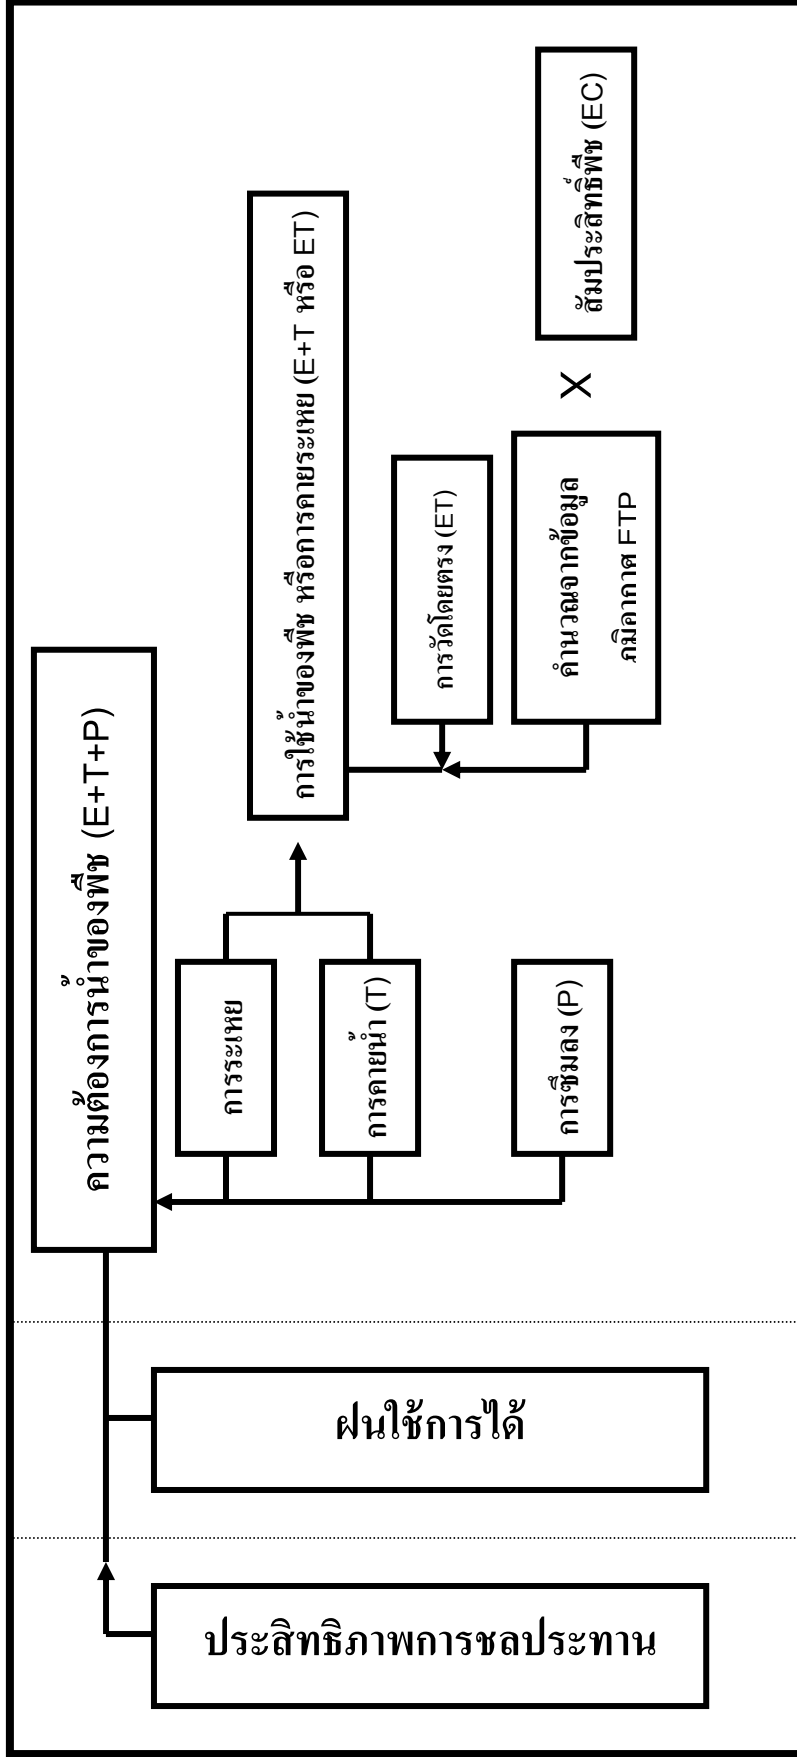 ความต้องการน้ำของพืช (E+T+P)
การใช้น้ำของพืช หรือการคายระเหย (E+T หรือ ET)
การระเหย
การคายน้ำ (T)
การซึมลง (P)
การวัดโดยตรง (ET)
คำนวณจากข้อมูล
ภูมิอากาศ FTP
X
สัมประสิทธิ์พืช (EC)
ฝนใช้การได้
ประสิทธิภาพการชลประทาน